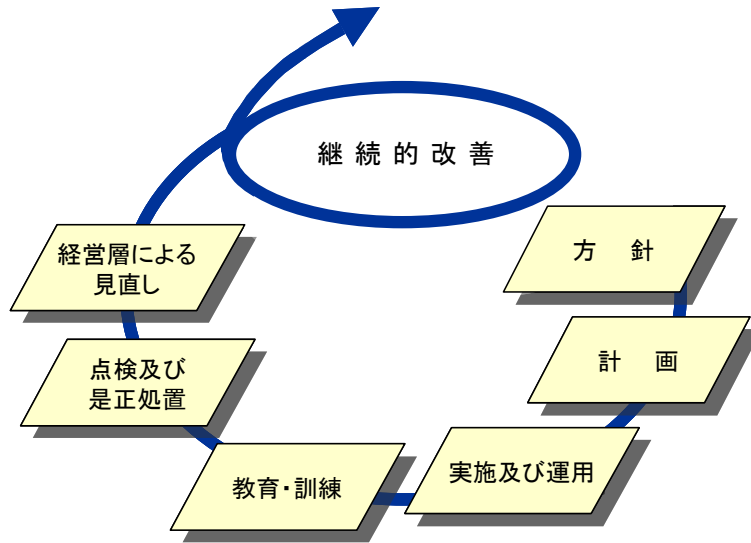 継続的改善
方　針
計　画
実施及び運用
教育・訓練
点検及び
是正処置
経営層による
見直し